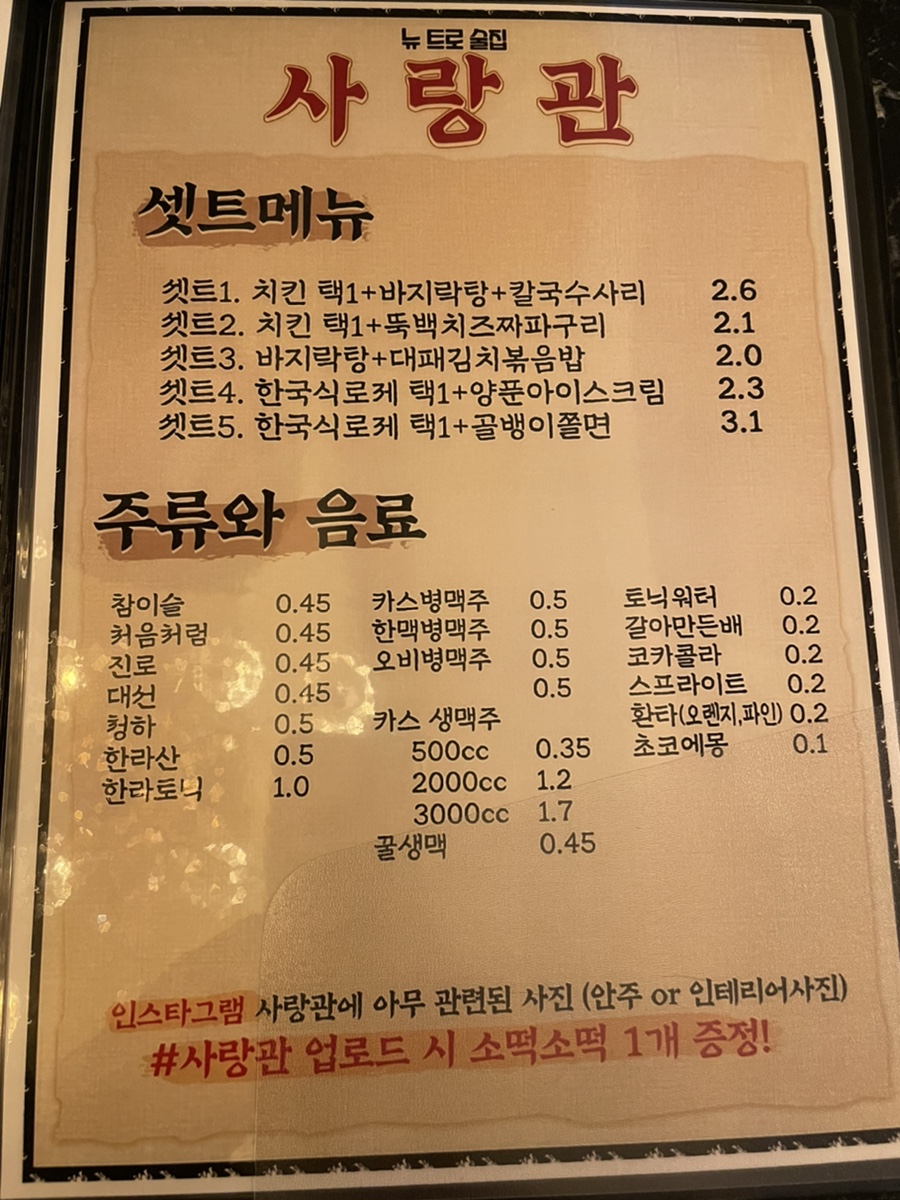 뉴트로 술집
사랑관
셋트메뉴
셋트1. 치킨 택1+바지락탕+칼국수사리 2.6
셋트2. 치킨 택1+뚝백치즈짜파구리 2.1
셋트3. 바지락탕+대패김치볶음밥 2.0
셋트4. 한국식로제 택1+양푼아이스크림 2.3
셋트5. 한국식로제 택1+골뱅이쫄면 3.1
주류와 음료
참이슬 0.45
처음처럼 0.45
진로 0.45
대선 0.45
청하 0.5
한라산 0.5
한라토닉 1.0
카스병맥주 0.5
한맥병맥주 0.5
오비병맥주 0.5
0.5
카스 생맥주
500cc 0.35
2000cc 1.2
3000cc 1.7
꿀생맥 0.45
토닉워터 0.2
갈아만든배 0.2
코카콜라 0.2
스프라이트 0.2
환타(오렌지,파인) 0.2
초코에몽 0.1
인스타그램 사랑관에 아무 관련된 사진 (안주 or 인테리어사진)
#사랑관 업로드 시 소떡소떡 1개 증정!